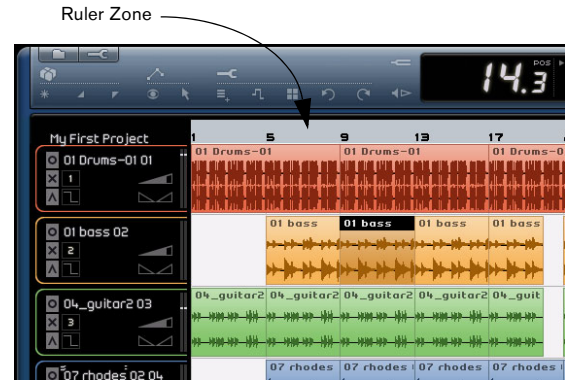 Ruler Zone
POS
14.3
My First Project
1 5 9 13 17
01 Drums-01 01
1
01 Drums-01 01 Drums-01 01 Drums-0
01 bass 02
2
01 bass 01 bass 01 bass 01 bass
04_guitar2 03
3
04_guitar2 04_guitar2 04_guitar2 04_guitar2 04_guit
07 rhodes 02 04
07 rhodes 07 rhodes 07 rhodes 07 rhodes